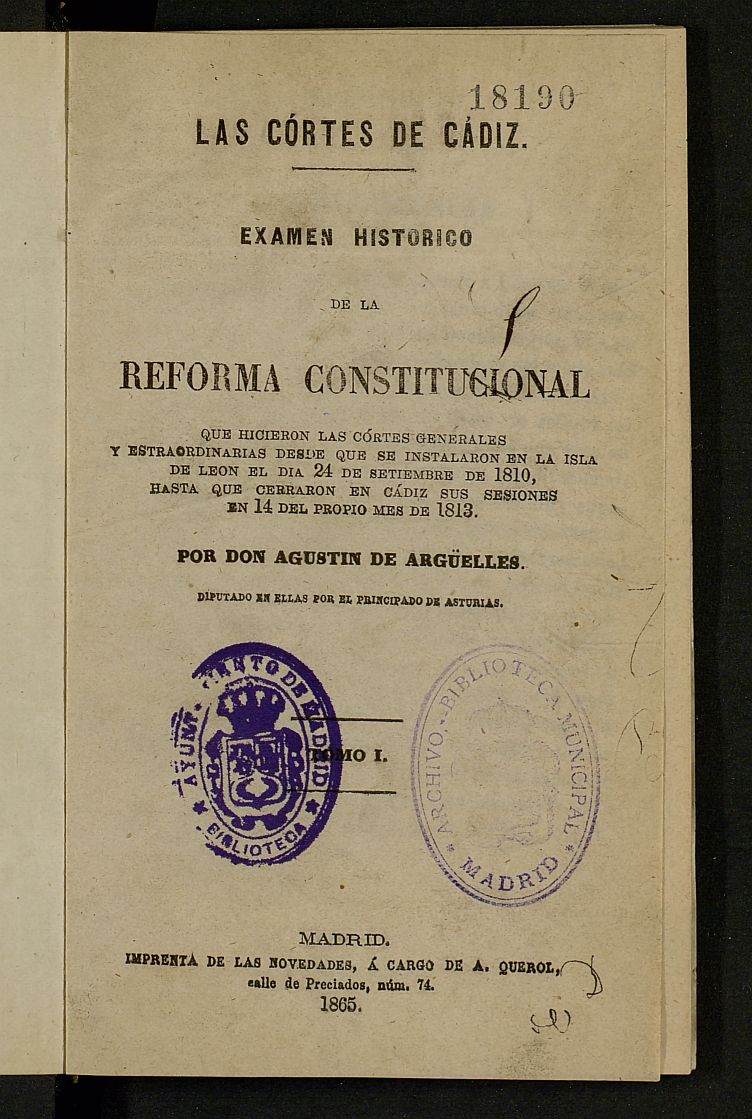 18190
LAS CÓRTES DE CÁDIZ.
EXAMEN HISTORICO
DE LA
REFORMA CONSTITUCIONAL
QUE HICIERON LAS CÓRTES GENERALES
Y ESTRAORDINARIAS DESDE QUE SE INSTALARON EN LA ISLA
DE LEON EL DIA 24 DE SETIEMBRE DE 1810,
HASTA QUE CERRARON EN CÁDIZ SUS SESIONES
EN 14 DEL PROPIO MES DE 1813.
POR DON AGUSTIN DE ARGÜELLES.
DIPUTADO EN ELLAS POR EL PRINCIPADO DE ASTURIAS.
AYUNT. IENTO DE MADRID
* BIBLIOTECA *
TOMO I.
ARCHIVO.-BIBLIOTECA MUNICIPAL
* MADRID *
MADRID.
IMPRENTA DE LAS NOVEDADES, Á CARGO DE A. QUEROL,
calle de Preciados, núm. 74.
1865.